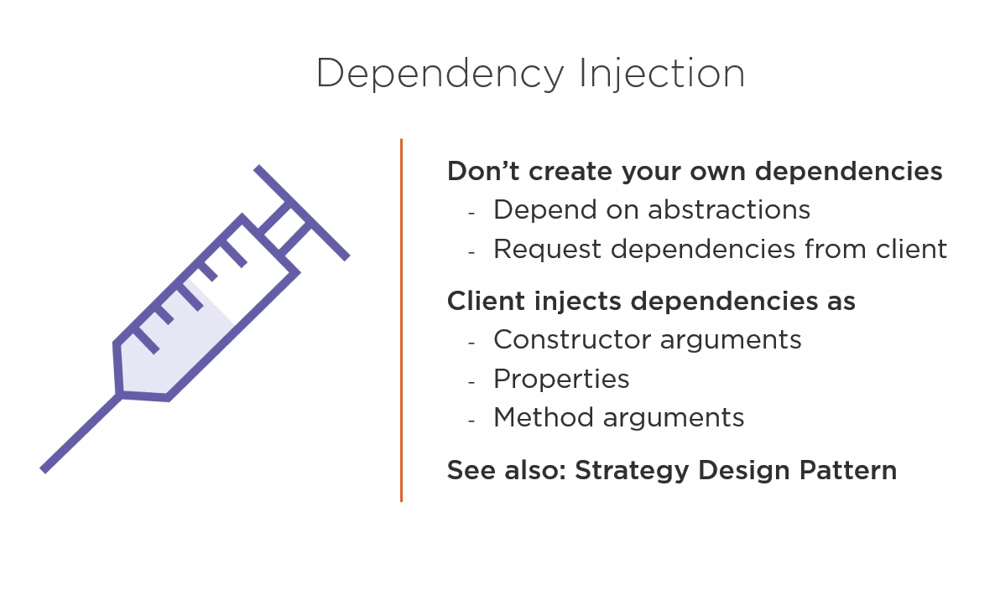 Dependency Injection
Don’t create your own dependencies
- Depend on abstractions
- Request dependencies from client
Client injects dependencies as
- Constructor arguments
- Properties
- Method arguments
See also: Strategy Design Pattern